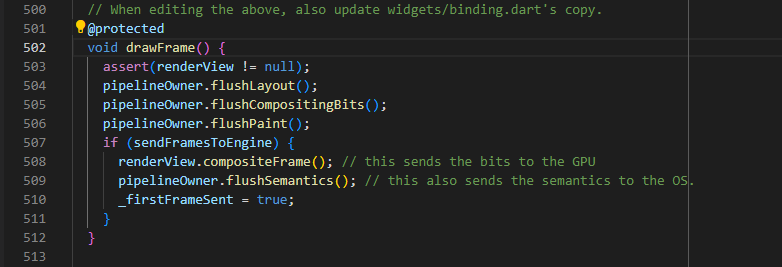 500 // When editing the above, also update widgets/binding.dart's copy.
501 @protected
502 void drawFrame() {
503 assert(renderView != null);
504 pipelineOwner.flushLayout();
505 pipelineOwner.flushCompositingBits();
506 pipelineOwner.flushPaint();
507 if (sendFramesToEngine) {
508 renderView.compositeFrame(); // this sends the bits to the GPU
509 pipelineOwner.flushSemantics(); // this also sends the semantics to the OS.
510 _firstFrameSent = true;
511 }
512 }
513